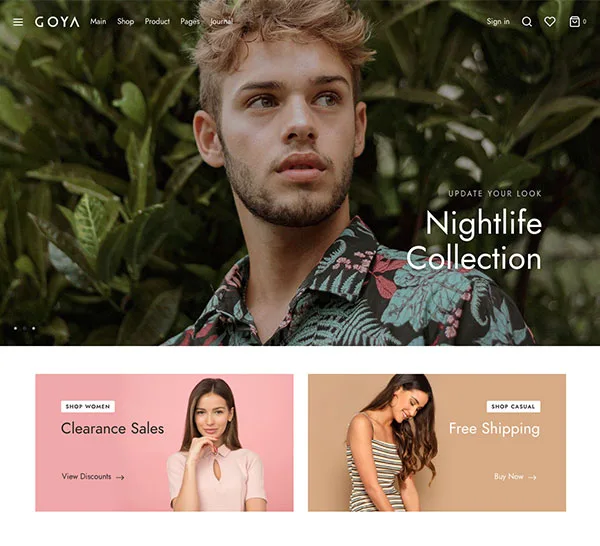 GOYA Main Shop Product Pages Journal Sign in 0
UPDATE YOUR LOOK
Nightlife
Collection
SHOP WOMEN
Clearance Sales
View Discounts
SHOP CASUAL
Free Shipping
Buy Now